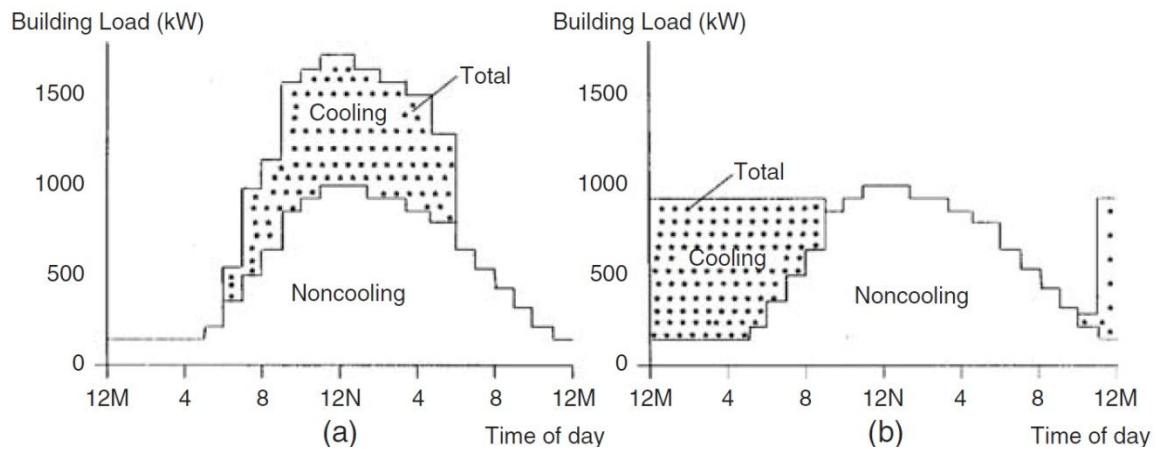 Building Load (kW)
1500
1000
500
0
Total
Cooling
Noncooling
12M 4 8 12N 4 8 12M
(a)
Time of day
Building Load (kW)
1500
1000
500
0
Total
Cooling
Noncooling
12M 4 8 12N 4 8 12M
(b)
Time of day